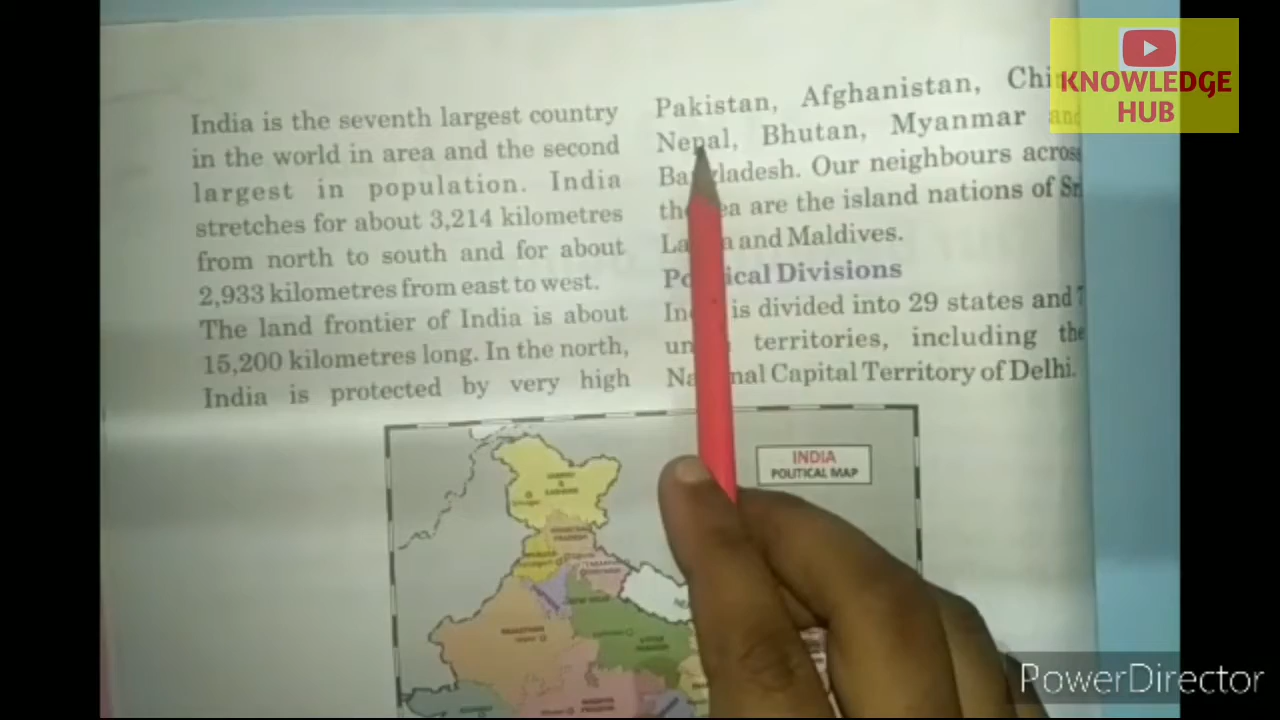 India is the seventh largest country
in the world in area and the second
largest in population. India
stretches for about 3,214 kilometres
from north to south and for about
2,933 kilometres from east to west.
The land frontier of India is about
15,200 kilometres long. In the north,
India is protected by very high
Pakistan, Afghanistan,
Nepal, Bhutan, Myanmar
Our neighbours across
are the island nations of
and Maldives.
Divisions
is divided into 29 states and 7
territories, including the
Capital Territory of Delhi.
INDIA
POLITICAL MAP
KNOWLEDGE
HUB
PowerDirector